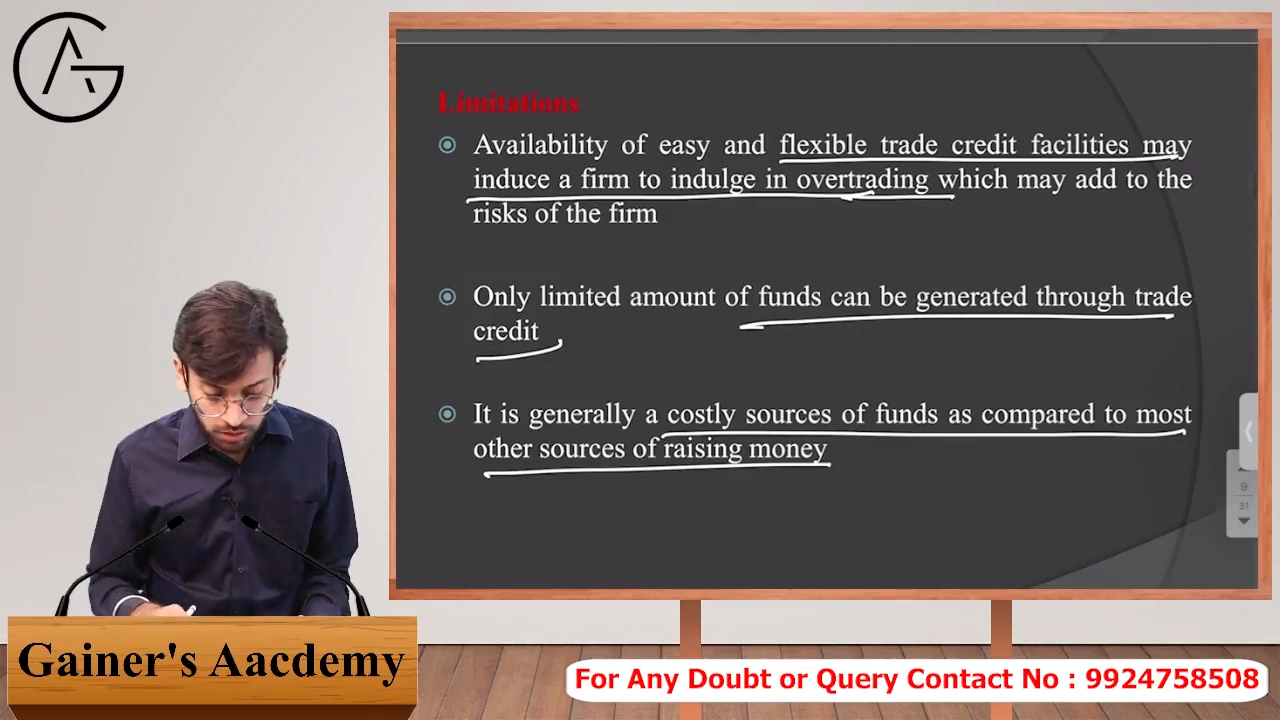 AG
Limitations
Availability of easy and flexible trade credit facilities may
induce a firm to indulge in overtrading which may add to the
risks of the firm
Only limited amount of funds can be generated through trade
credit
It is generally a costly sources of funds as compared to most
other sources of raising money
9
31
Gainer's Aacdemy
For Any Doubt or Query Contact No : 9924758508